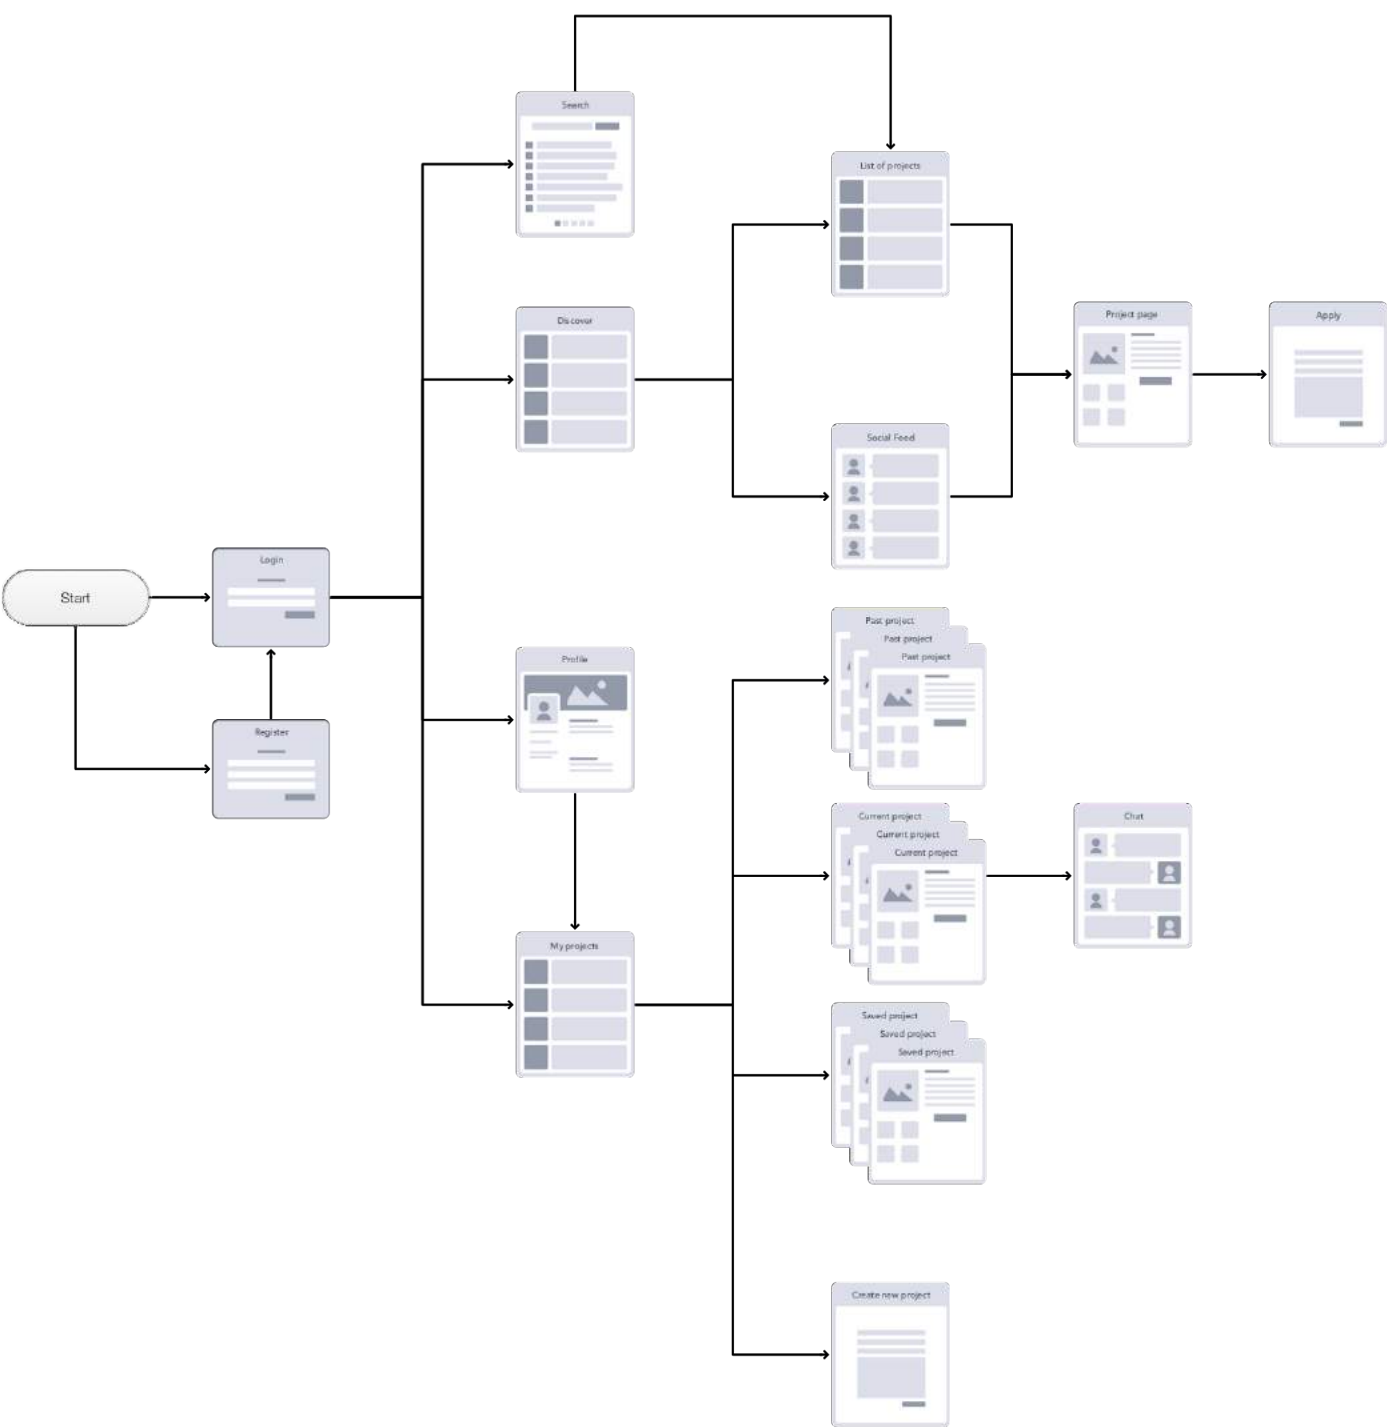 Search
List of projects
Discover
Project page
Apply
Social Feed
Login
Start
Register
Profile
Past project
Past project
Past project
Current project
Current project
Current project
Chat
My projects
Saved project
Saved project
Saved project
Create new project